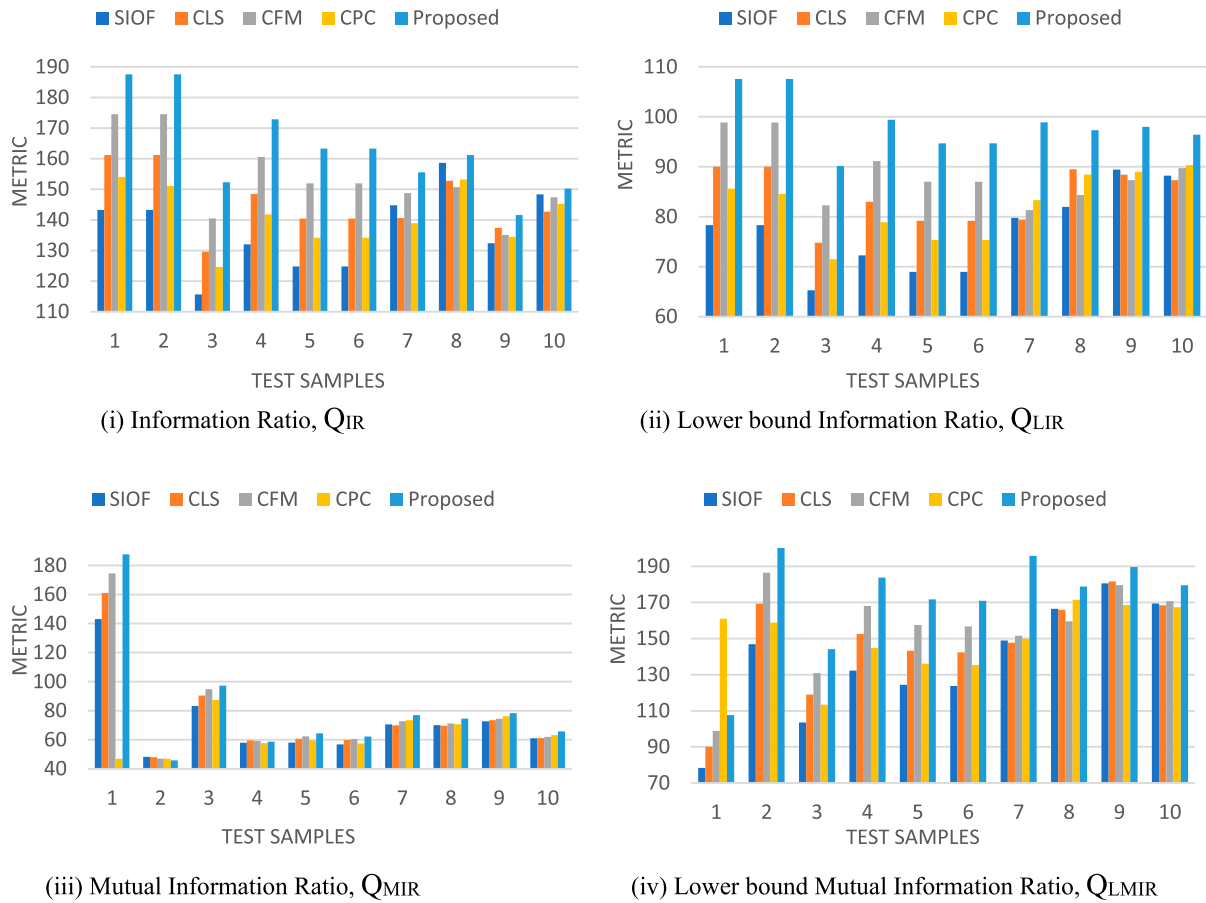 SIOF CLS CFM CPC Proposed
190
180
170
160
150
140
130
120
110
METRIC
1 2 3 4 5 6 7 8 9 10
TEST SAMPLES
(i) Information Ratio, QIR
SIOF CLS CFM CPC Proposed
110
100
90
80
70
60
METRIC
1 2 3 4 5 6 7 8 9 10
TEST SAMPLES
(ii) Lower bound Information Ratio, QLIR
SIOF CLS CFM CPC Proposed
180
160
140
120
100
80
60
40
METRIC
1 2 3 4 5 6 7 8 9 10
TEST SAMPLES
(iii) Mutual Information Ratio, QMIR
SIOF CLS CFM CPC Proposed
190
170
150
130
110
90
70
METRIC
1 2 3 4 5 6 7 8 9 10
TEST SAMPLES
(iv) Lower bound Mutual Information Ratio, QLMIR